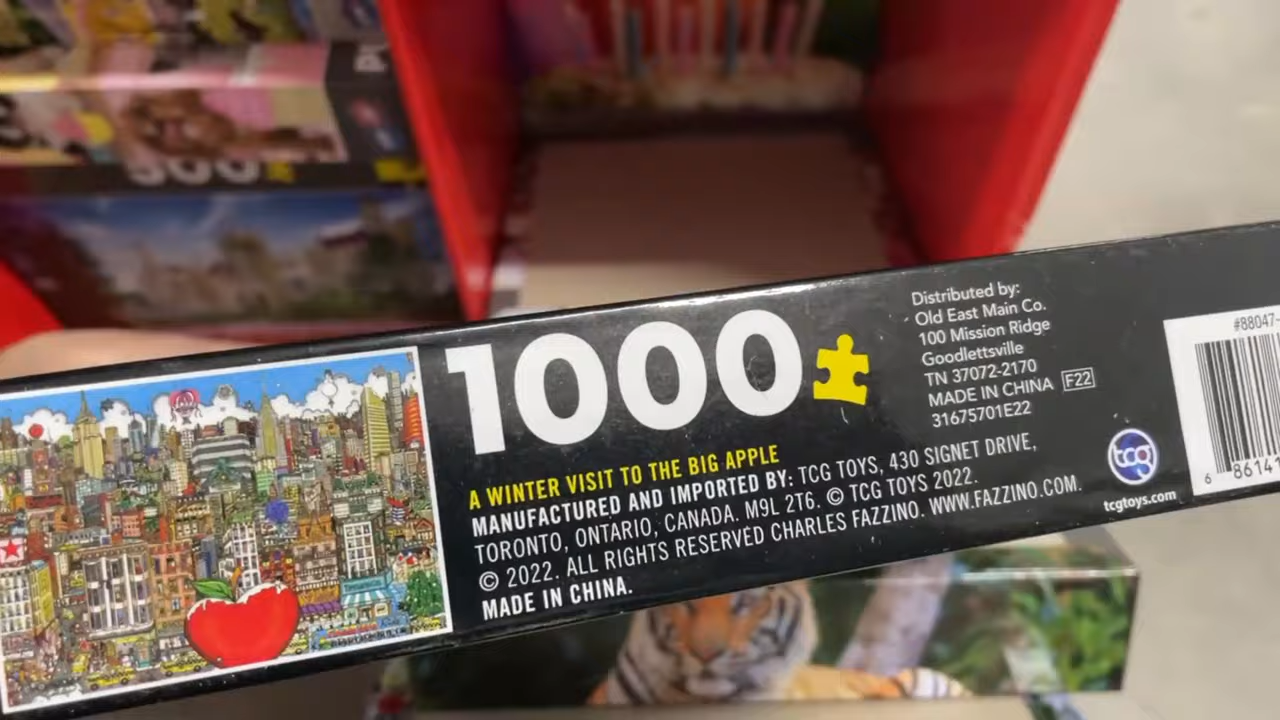 500
1000
A WINTER VISIT TO THE BIG APPLE
MANUFACTURED AND IMPORTED BY: TCG TOYS, 430 SIGNET DRIVE,
TORONTO, ONTARIO, CANADA. M9L 2T6. © TCG TOYS 2022.
© 2022. ALL RIGHTS RESERVED CHARLES FAZZINO. WWW.FAZZINO.COM.
MADE IN CHINA.
Distributed by:
Old East Main Co.
100 Mission Ridge
Goodlettsville
TN 37072-2170
MADE IN CHINA F22
31675701E22
tcg
tcgtoys.com
#88047-
6 86141